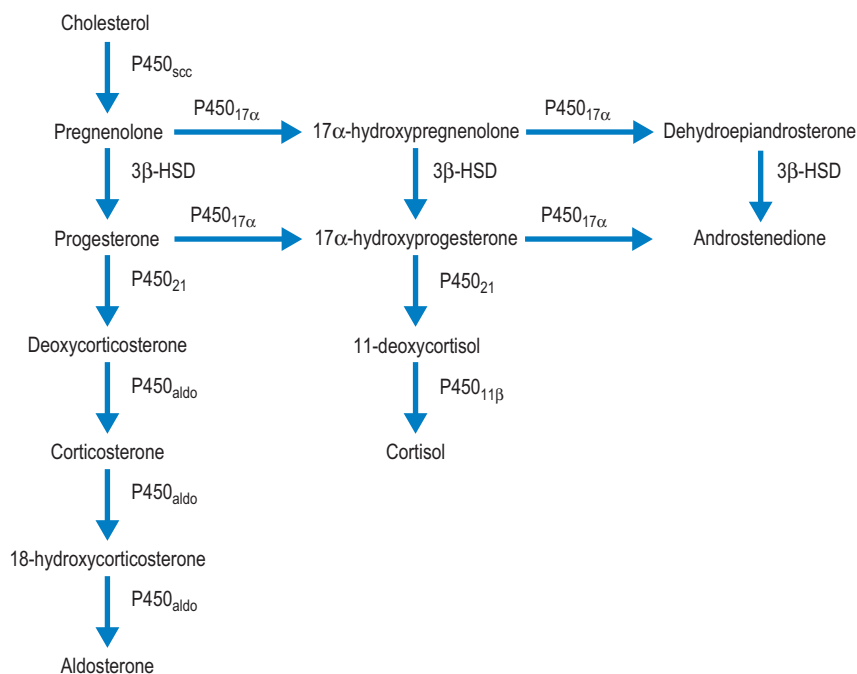 Cholesterol
P450scc
P45017α P45017α
Pregnenolone 17α-hydroxypregnenolone Dehydroepiandrosterone
3β-HSD 3β-HSD 3β-HSD
P45017α P45017α
Progesterone 17α-hydroxyprogesterone Androstenedione
P45021 P45021
Deoxycorticosterone 11-deoxycortisol
P450aldo P45011β
Corticosterone Cortisol
P450aldo
18-hydroxycorticosterone
P450aldo
Aldosterone